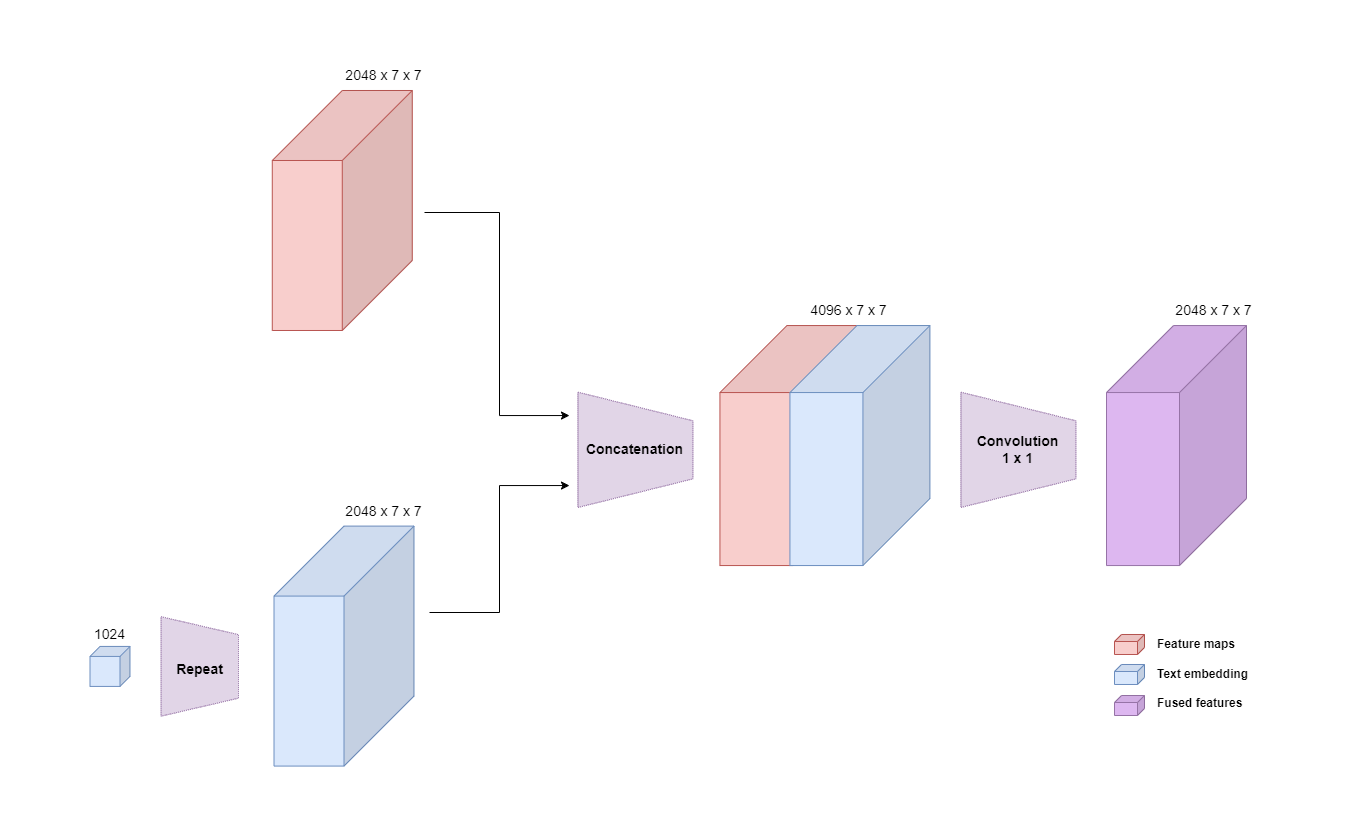 2048 x 7 x 7
4096 x 7 x 7
2048 x 7 x 7
Concatenation
Convolution
1 x 1
2048 x 7 x 7
1024
Repeat
Feature maps
Text embedding
Fused features